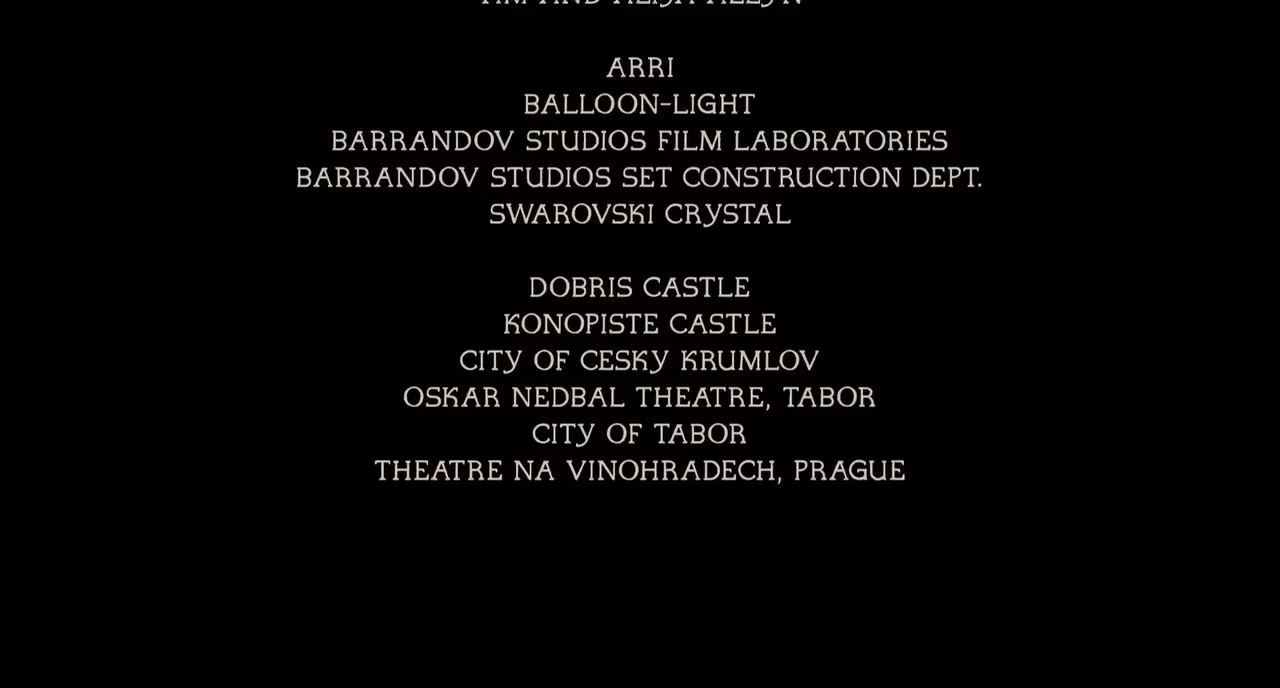 ARRI
BALLOON-LIGHT
BARRANDOV STUDIOS FILM LABORATORIES
BARRANDOV STUDIOS SET CONSTRUCTION DEPT.
SWAROVSKI CRYSTAL
DOBRIS CASTLE
KONOPISTE CASTLE
CITY OF CESKY KRUMLOV
OSKAR NEDBAL THEATRE, TABOR
CITY OF TABOR
THEATRE NA VINOHRADECH, PRAGUE